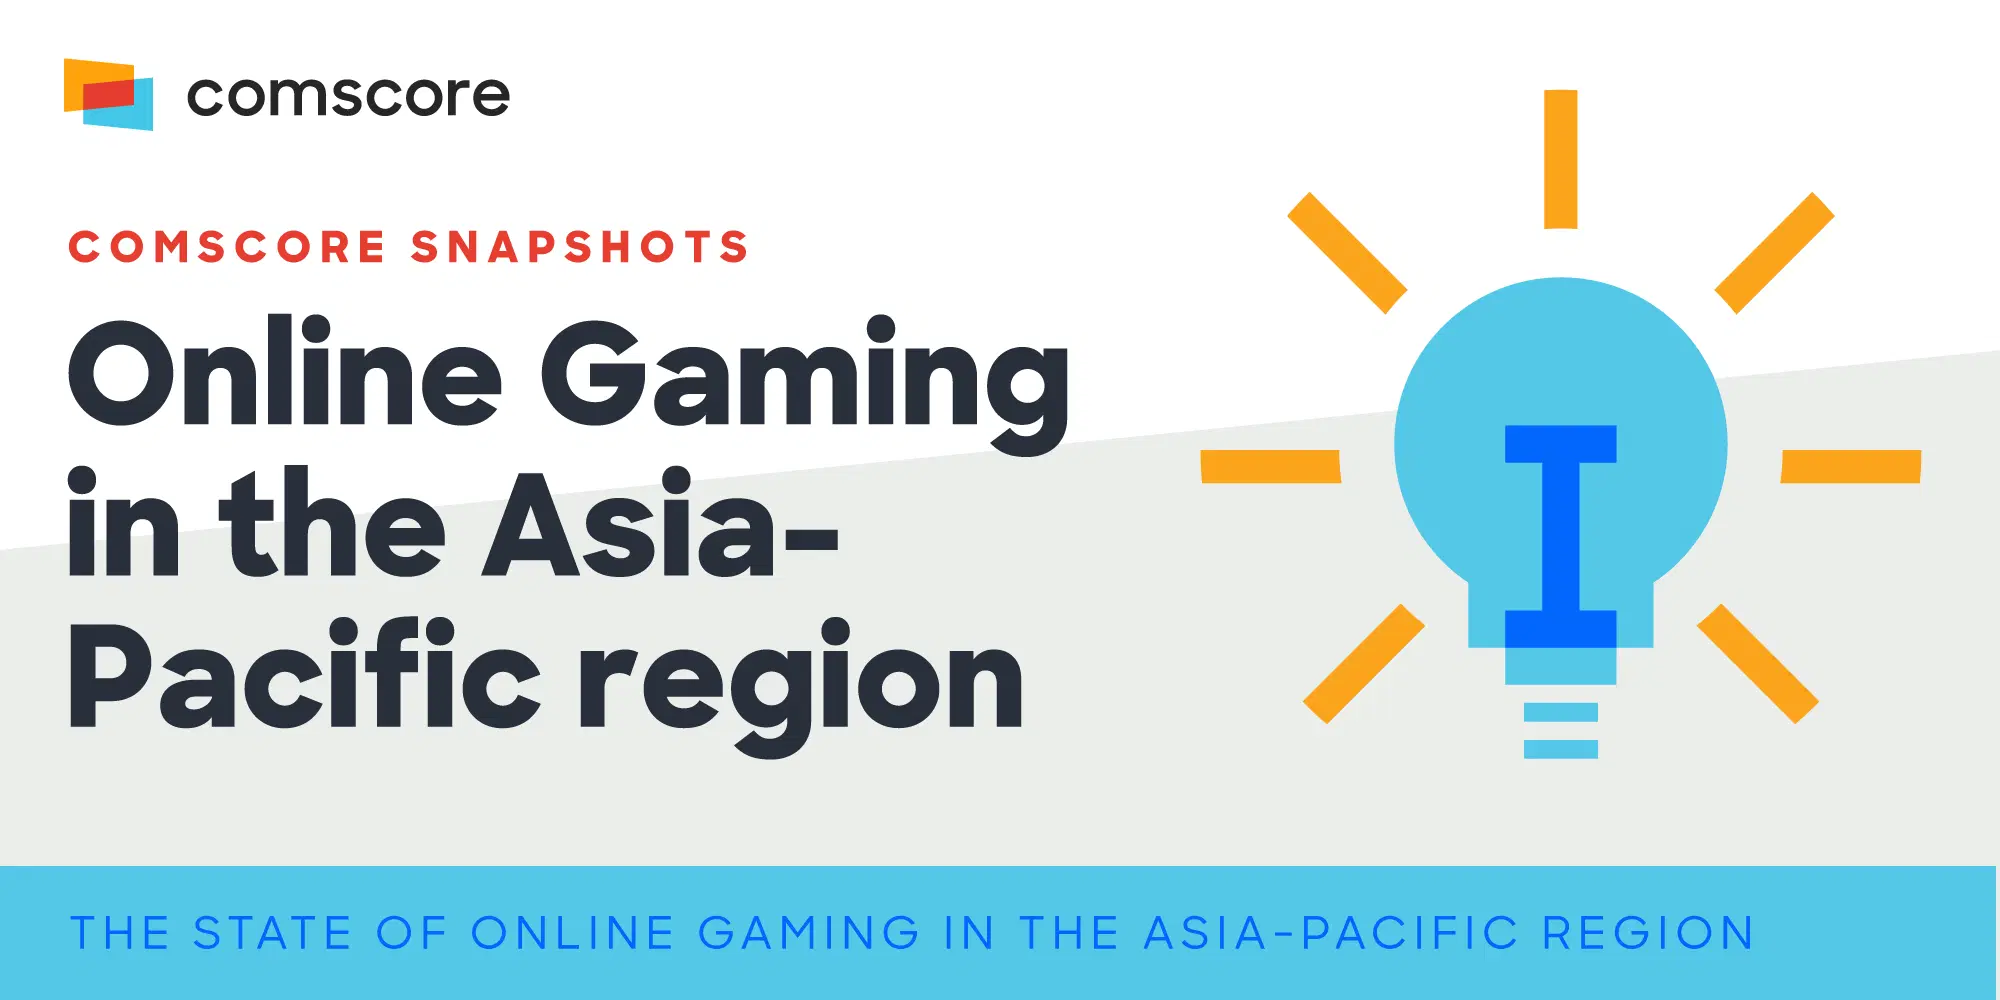 comscore
COMSCORE SNAPSHOTS
Online Gaming
in the Asia-
Pacific region
THE STATE OF ONLINE GAMING IN THE ASIA-PACIFIC REGION